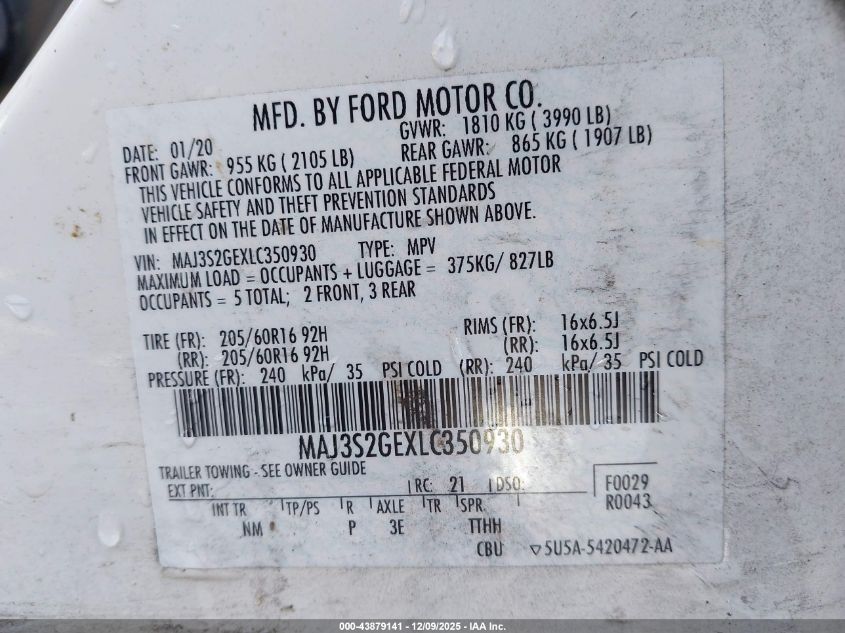 MFD. BY FORD MOTOR CO.
DATE: 01/20 GVWR: 1810 KG ( 3990 LB)
FRONT GAWR: 955 KG ( 2105 LB) REAR GAWR: 865 KG ( 1907 LB)
THIS VEHICLE CONFORMS TO ALL APPLICABLE FEDERAL MOTOR
VEHICLE SAFETY AND THEFT PREVENTION STANDARDS
IN EFFECT ON THE DATE OF MANUFACTURE SHOWN ABOVE.
VIN: MAJ3S2GEXLC350930 TYPE: MPV
MAXIMUM LOAD = OCCUPANTS + LUGGAGE = 375KG/ 827LB
OCCUPANTS = 5 TOTAL; 2 FRONT, 3 REAR
TIRE (FR): 205/60R16 92H RIMS (FR): 16x6.5J
(RR): 205/60R16 92H (RR): 16x6.5J
PRESSURE (FR): 240 kPa/ 35 PSI COLD (RR): 240 kPa/ 35 PSI COLD
MAJ3S2GEXLC350930
TRAILER TOWING - SEE OWNER GUIDE
EXT PNT: RC: 21 DSO: F0029
R0043
INT TR TP/PS R AXLE TR SPR
NM P 3E TTHH
CBU 5U5A-5420472-AA
000-43879141 - 12/09/2025 - IAA Inc.